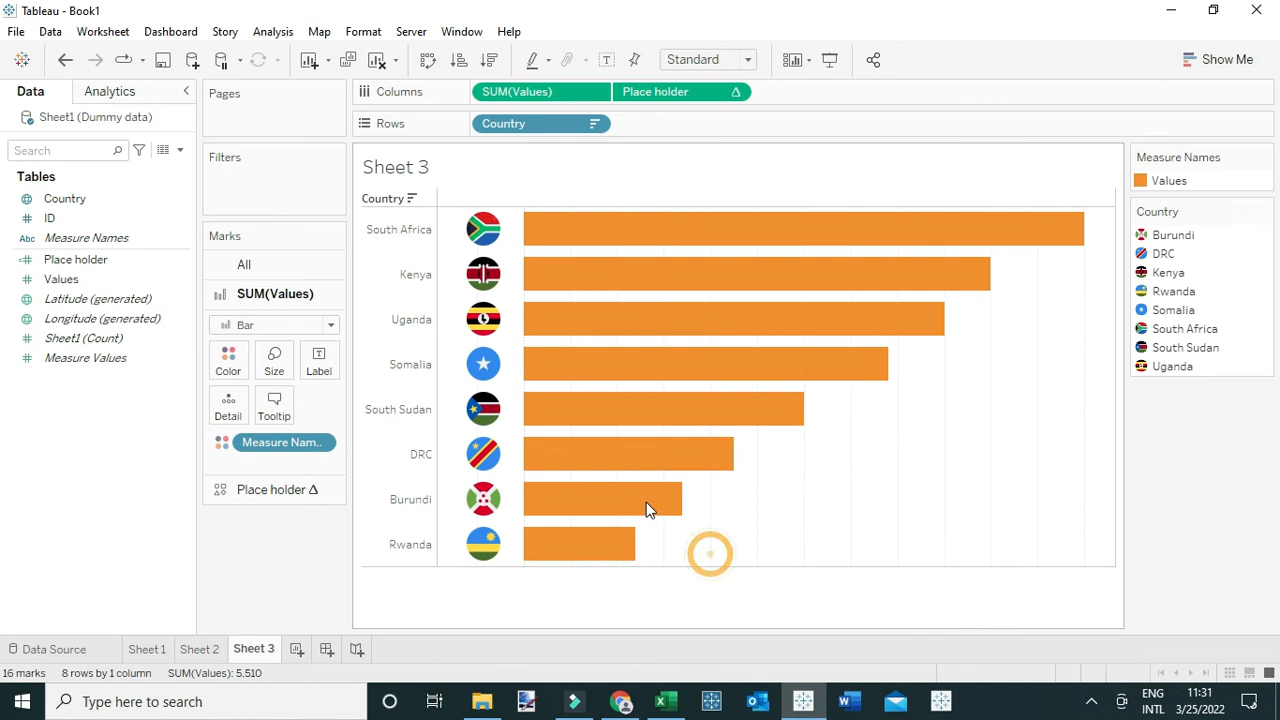 Tableau - Book1
File Data Worksheet Dashboard Story Analysis Map Format Server Window Help
Standard
Show Me
Data Analytics
Sheet1 (Dummy data)
Search
Tables
Country
ID
Measure Names
Place holder
Values
Latitude (generated)
Longitude (generated)
Sheet1 (Count)
Measure Values
Pages
Filters
Marks
All
SUM(Values)
Bar
Color Size Label
Detail Tooltip
Measure Nam..
Place holder Δ
Columns SUM(Values) Place holder Δ
Rows Country
Sheet 3
Country
South Africa
Kenya
Uganda
Somalia
South Sudan
DRC
Burundi
Rwanda
Measure Names
Values
Country
Burundi
DRC
Kenya
Rwanda
Somalia
South Africa
South Sudan
Uganda
Data Source Sheet 1 Sheet 2 Sheet 3
16 marks 8 rows by 1 column SUM(Values): 5,510
Type here to search
ENG
INTL
11:31
3/25/2022